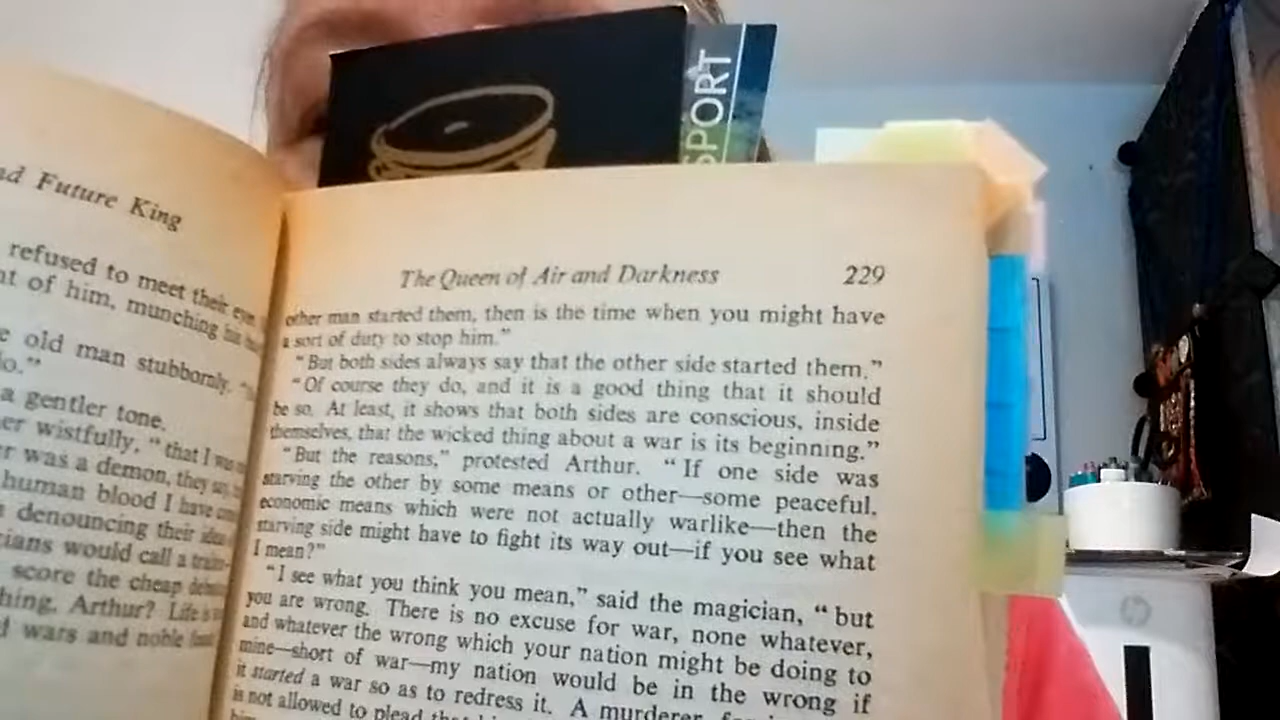 SPORT
Future King
refused to meet their
of him, munching
old man stubbornly.
a gentler tone.
wistfully, "that I was
was a demon, they say,
human blood I have
denouncing their
would call a
score the cheap
Arthur? Life is
wars and noble
The Queen of Air and Darkness 229
other man started them, then is the time when you might have
a sort of duty to stop him."
"But both sides always say that the other side started them."
"Of course they do, and it is a good thing that it should
be so. At least, it shows that both sides are conscious, inside
themselves, that the wicked thing about a war is its beginning."
"But the reasons," protested Arthur. "If one side was
starving the other by some means or other—some peaceful,
economic means which were not actually warlike—then the
starving side might have to fight its way out—if you see what
I mean?"
"I see what you think you mean," said the magician, "but
you are wrong. There is no excuse for war, none whatever,
and whatever the wrong which your nation might be doing to
mine—short of war—my nation would be in the wrong if
it started a war so as to redress it. A murderer,
is not allowed to plead that